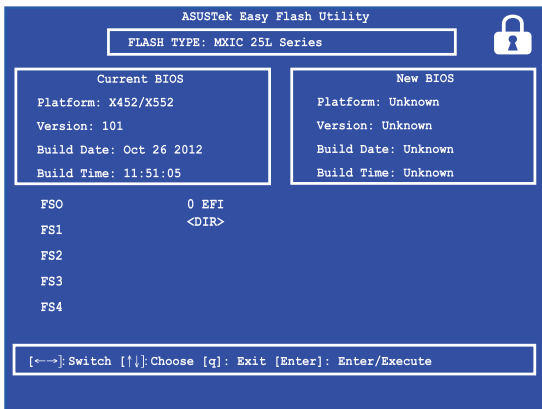 ASUSTek Easy Flash Utility
FLASH TYPE: MXIC 25L Series
Current BIOS
Platform: X452/X552
Version: 101
Build Date: Oct 26 2012
Build Time: 11:51:05
New BIOS
Platform: Unknown
Version: Unknown
Build Date: Unknown
Build Time: Unknown
FSO
FS1
FS2
FS3
FS4
0 EFI
<DIR>
[←→]: Switch [↑↓]: Choose [q]: Exit [Enter]: Enter/Execute